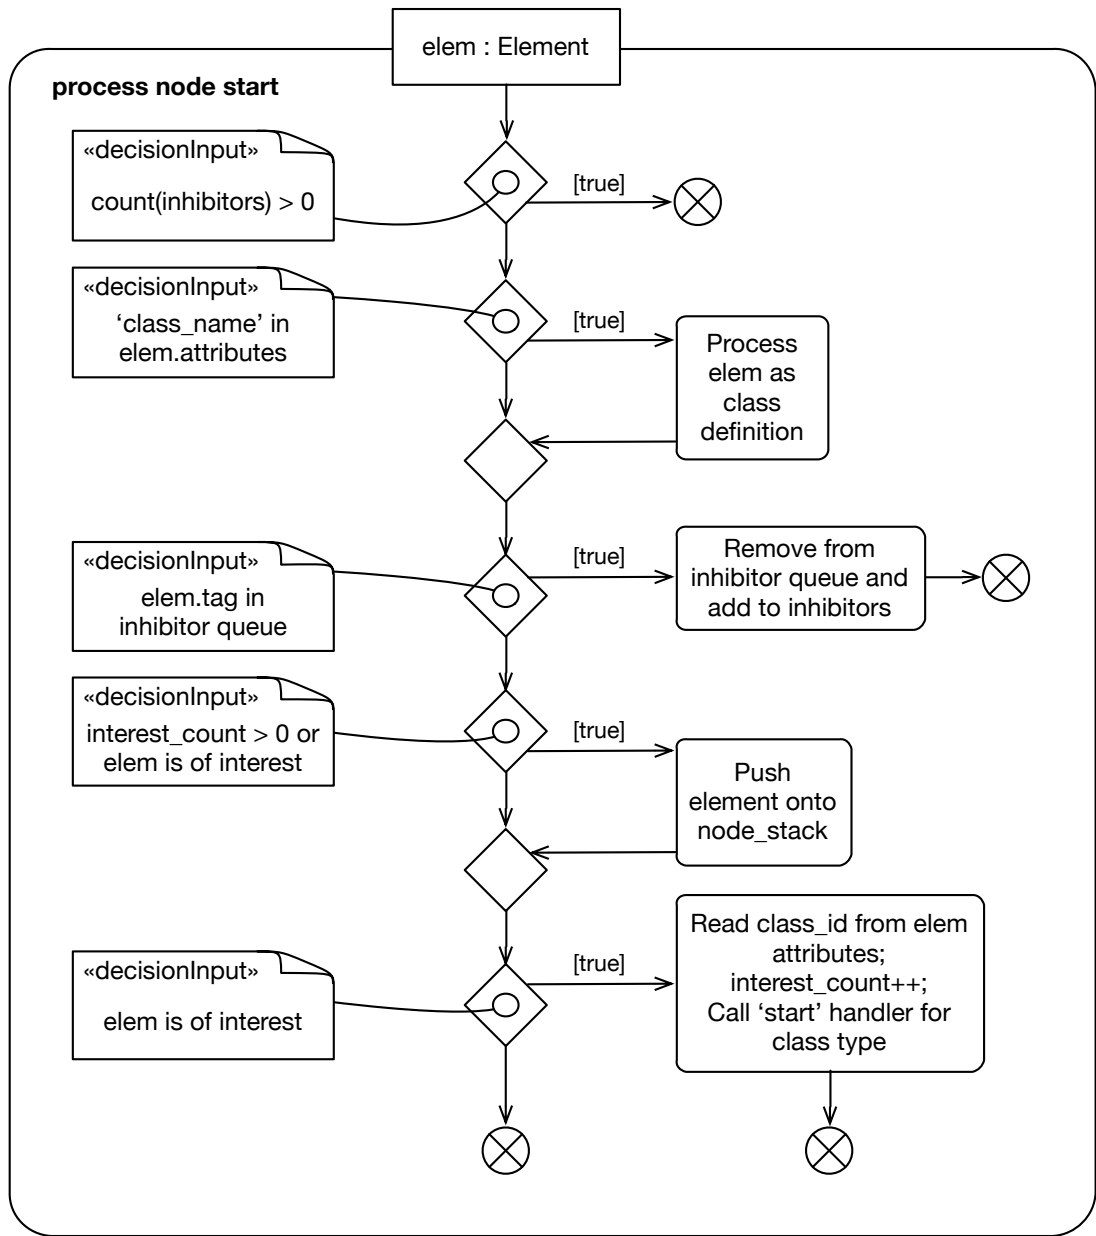 elem : Element
process node start
«decisionInput»
count(inhibitors) > 0
[true]
«decisionInput»
‘class_name’ in
elem.attributes
[true]
Process
elem as
class
definition
«decisionInput»
elem.tag in
inhibitor queue
[true]
Remove from
inhibitor queue and
add to inhibitors
«decisionInput»
interest_count > 0 or
elem is of interest
[true]
Push
element onto
node_stack
«decisionInput»
elem is of interest
[true]
Read class_id from elem
attributes;
interest_count++;
Call ‘start’ handler for
class type